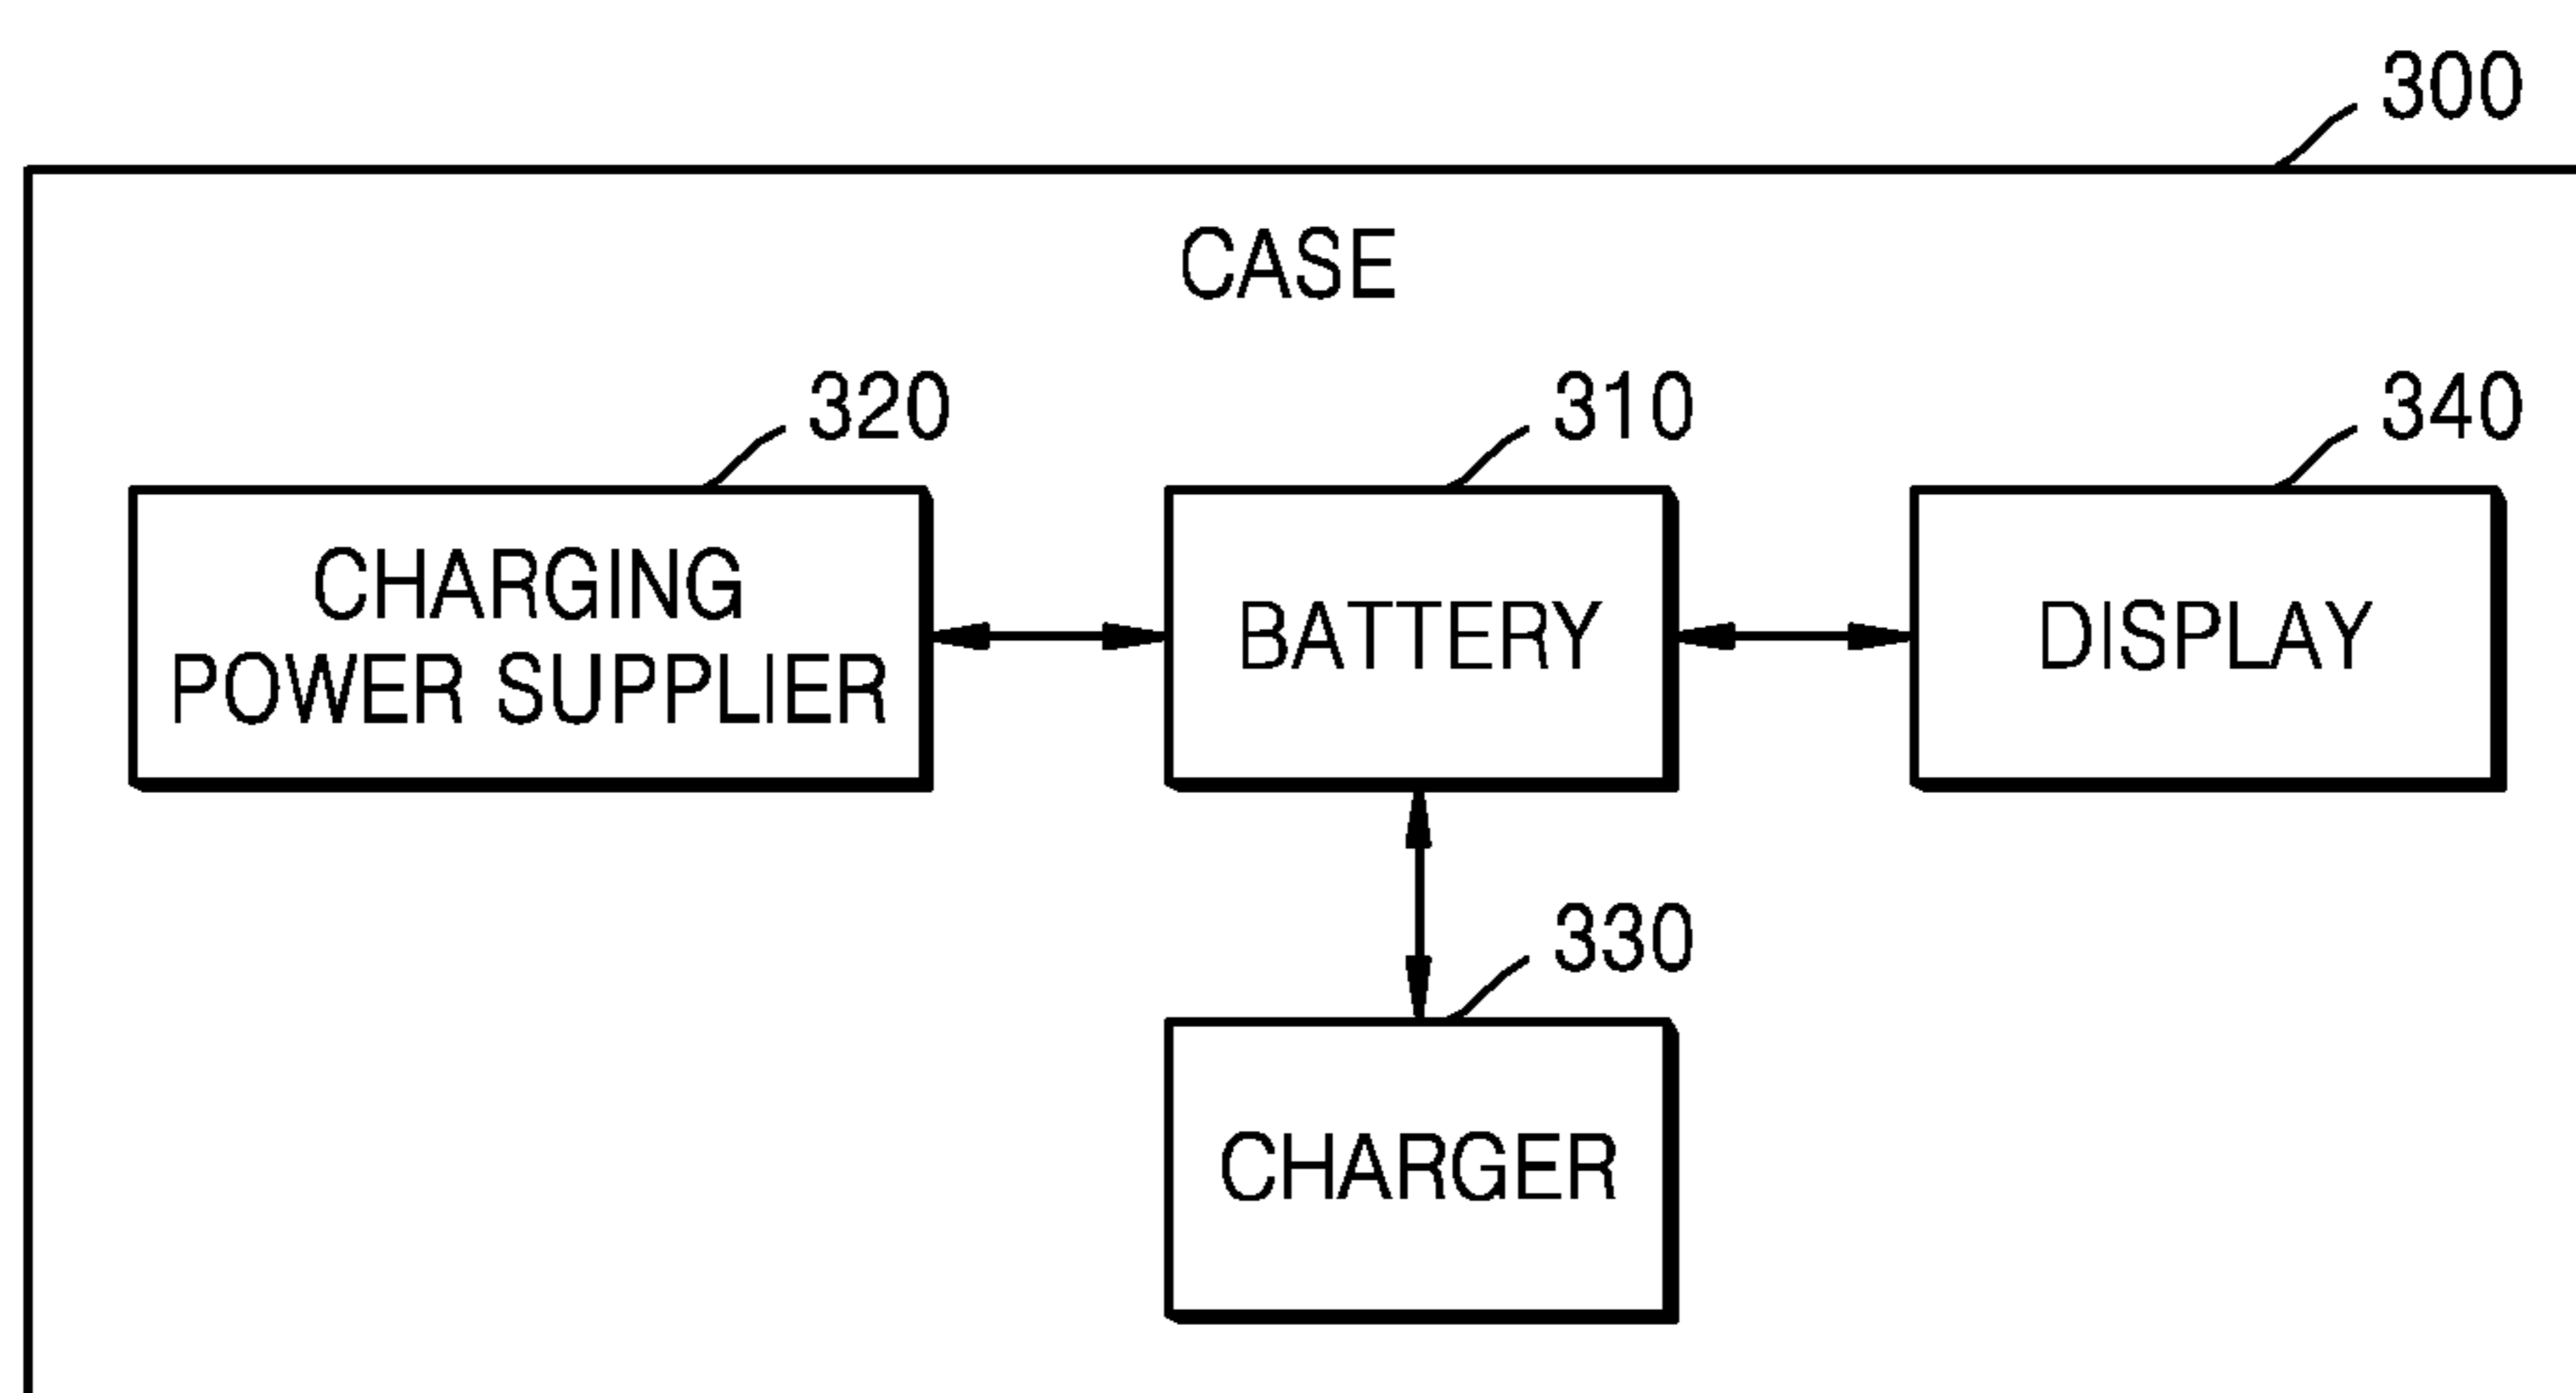 300
CASE
320
310
340
CHARGING
POWER SUPPLIER
BATTERY
DISPLAY
330
CHARGER